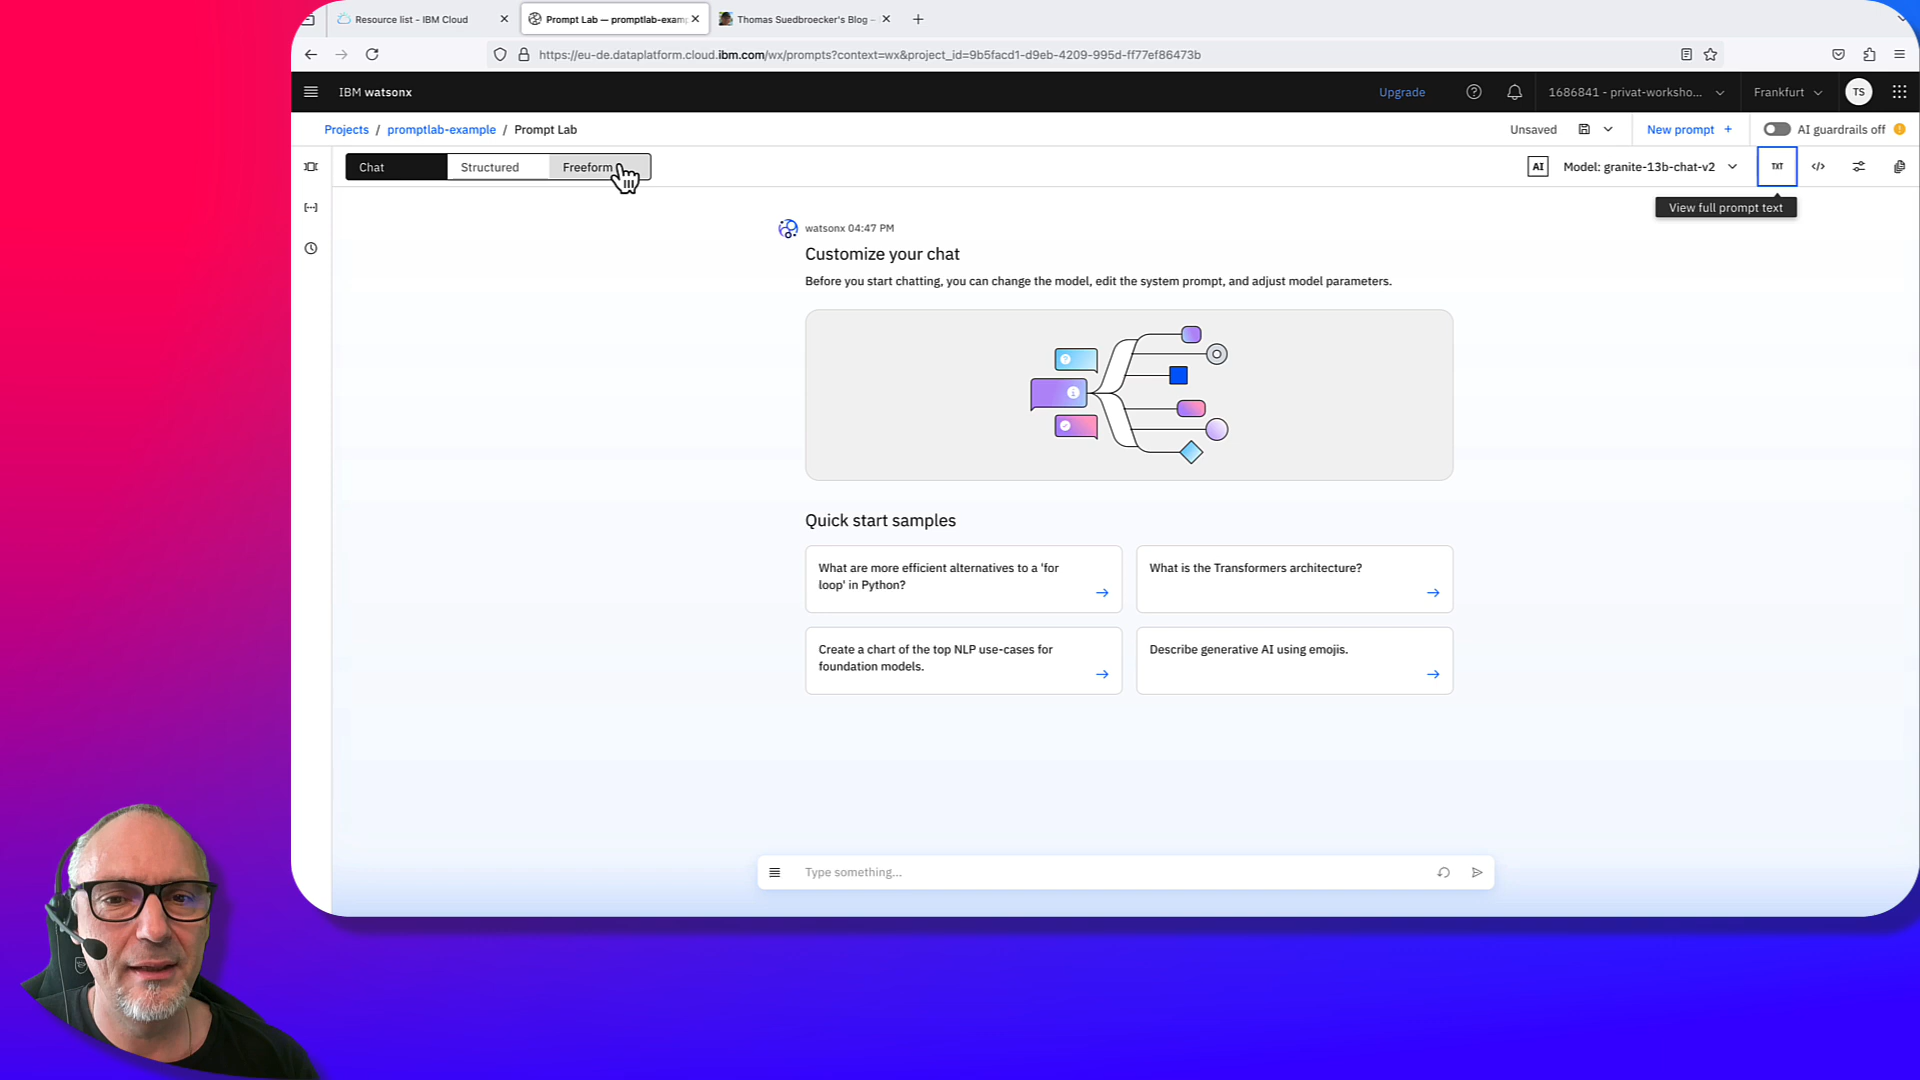 Resource list - IBM Cloud
Prompt Lab — promptlab-exam
Thomas Suedbroecker's Blog –
https://eu-de.dataplatform.cloud.ibm.com/wx/prompts?context=wx&project_id=9b5facd1-d9eb-4209-995d-ff77ef86473b
IBM watsonx
Upgrade
1686841 - privat-worksho...
Frankfurt
TS
Projects / promptlab-example / Prompt Lab
Unsaved
New prompt +
AI guardrails off
Chat
Structured
Freeform
AI
Model: granite-13b-chat-v2
TXT
</>
View full prompt text
watsonx 04:47 PM
Customize your chat
Before you start chatting, you can change the model, edit the system prompt, and adjust model parameters.
Quick start samples
What are more efficient alternatives to a 'for
loop' in Python?
What is the Transformers architecture?
Create a chart of the top NLP use-cases for
foundation models.
Describe generative AI using emojis.
Type something...